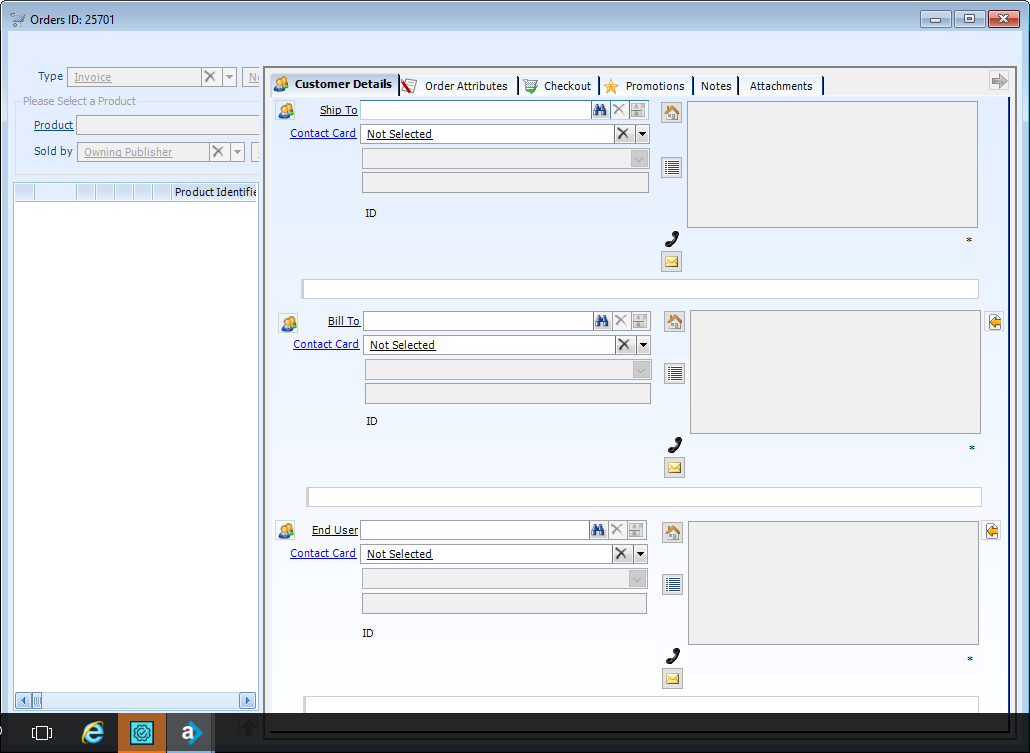 Orders ID: 25701
Type Invoice
Please Select a Product
Product
Sold by Owning Publisher
Product Identifie
Customer Details Order Attributes Checkout Promotions Notes Attachments
Ship To
Contact Card Not Selected
ID
*
Bill To
Contact Card Not Selected
ID
*
End User
Contact Card Not Selected
ID
*